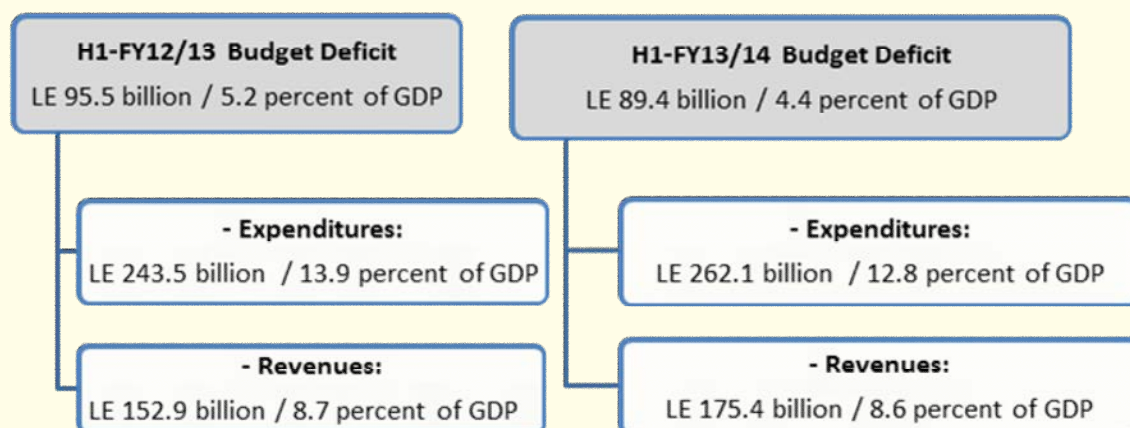 H1-FY12/13 Budget Deficit
LE 95.5 billion / 5.2 percent of GDP
- Expenditures:
LE 243.5 billion / 13.9 percent of GDP
- Revenues:
LE 152.9 billion / 8.7 percent of GDP
H1-FY13/14 Budget Deficit
LE 89.4 billion / 4.4 percent of GDP
- Expenditures:
LE 262.1 billion / 12.8 percent of GDP
- Revenues:
LE 175.4 billion / 8.6 percent of GDP